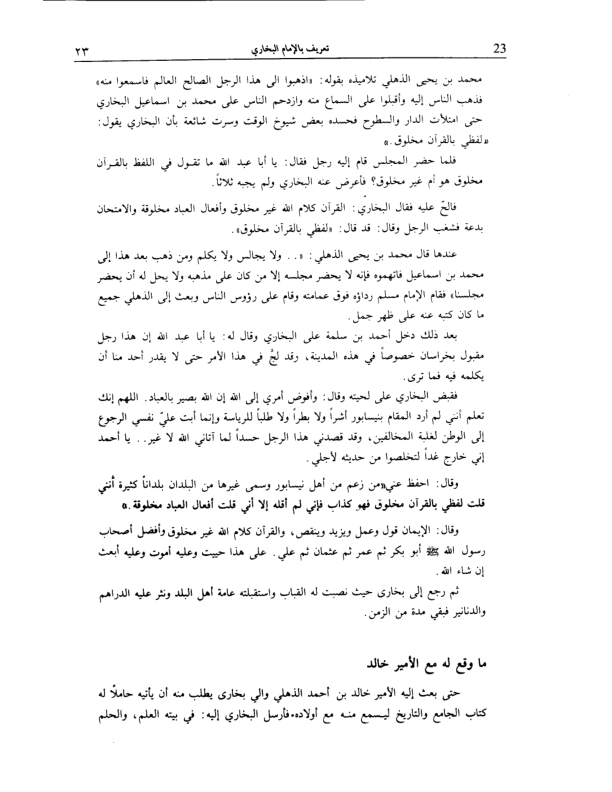 23 تعريف بالإمام البخاري ٢٣
محمد بن يحيى الذهلي تلاميذه بقوله: «اذهبوا الى هذا الرجل الصالح العالم فاسمعوا منه»
فذهب الناس إليه وأقبلوا على السماع منه وازدحم الناس على محمد بن اسماعيل البخاري
حتى امتلأت الدار والسطوح فحسده بعض شيوخ الوقت وسرت شائعة بأن البخاري يقول:
«لفظي بالقرآن مخلوق.»
فلما حضر المجلس قام إليه رجل فقال: يا أبا عبد الله ما تقول في اللفظ بالقرآن
مخلوق هو أم غير مخلوق؟ فأعرض عنه البخاري ولم يجبه ثلاثاً.
فالحّ عليه فقال البخاري: القرآن كلام الله غير مخلوق وأفعال العباد مخلوقة والامتحان
بدعة فشغب الرجل وقال: قد قال: «لفظي بالقرآن مخلوق».
عندها قال محمد بن يحيى الذهلي: «.. ولا يجالس ولا يكلم ومن ذهب بعد هذا إلى
محمد بن اسماعيل فاتهموه فإنه لا يحضر مجلسه إلا من كان على مذهبه ولا يحل له أن يحضر
مجلسنا» فقام الإمام مسلم رداؤه فوق عمامته وقام على رؤوس الناس وبعث إلى الذهلي جميع
ما كان كتبه عنه على ظهر جمل.
بعد ذلك دخل أحمد بن سلمة على البخاري وقال له: يا أبا عبد الله إن هذا رجل
مقبول بخراسان خصوصاً في هذه المدينة، وقد لجَّ في هذا الأمر حتى لا يقدر أحد منا أن
يكلمه فيه فما ترى.
فقبض البخاري على لحيته وقال: وأفوض أمري إلى الله إن الله بصير بالعباد. اللهم إنك
تعلم أنني لم أرد المقام بنيسابور أشراً ولا بطراً ولا طلباً للرياسة وإنما أبت عليّ نفسي الرجوع
إلى الوطن لغلبة المخالفين، وقد قصدني هذا الرجل حسداً لما آتاني الله لا غير.. يا أحمد
إني خارج غداً لتخلصوا من حديثه لأجلي.
وقال: احفظ عني«من زعم من أهل نيسابور وسمى غيرها من البلدان بلداناً كثيرة أنني
قلت لفظي بالقرآن مخلوق فهو كذاب فإني لم أقله إلا أني قلت أفعال العباد مخلوقة.»
وقال: الإيمان قول وعمل ويزيد وينقص، والقرآن كلام الله غير مخلوق وأفضل أصحاب
رسول الله ﷺ أبو بكر ثم عمر ثم عثمان ثم علي. على هذا حييت وعليه أموت وعليه أبعث
إن شاء الله.
ثم رجع إلى بخارى حيث نصبت له القباب واستقبلته عامة أهل البلد ونثر عليه الدراهم
والدنانير فبقي مدة من الزمن.
ما وقع له مع الأمير خالد
حتى بعث إليه الأمير خالد بن أحمد الذهلي والي بخارى يطلب منه أن يأتيه حاملًا له
كتاب الجامع والتاريخ ليسمع منه مع أولاده.فأرسل البخاري إليه: في بيته العلم، والحلم